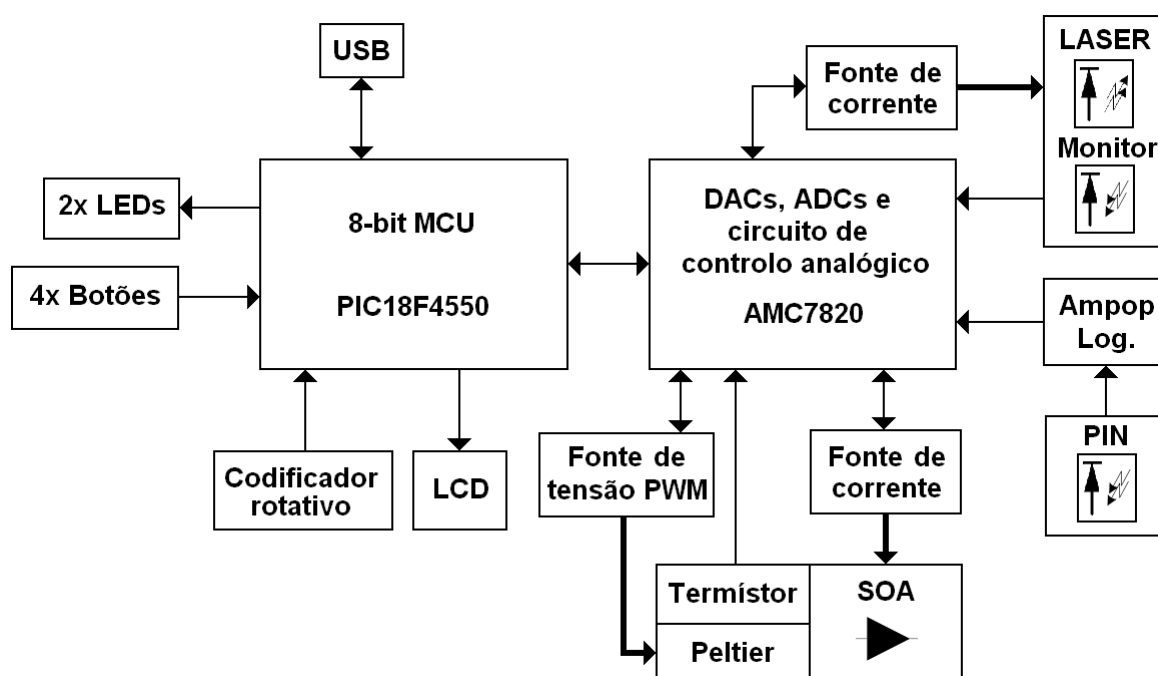 USB
Fonte de
corrente
LASER
Monitor
2x LEDs
8-bit MCU
PIC18F4550
DACs, ADCs e
circuito de
controlo analógico
AMC7820
4x Botões
Ampop
Log.
PIN
Codificador
rotativo
LCD
Fonte de
tensão PWM
Fonte de
corrente
Termístor
Peltier
SOA